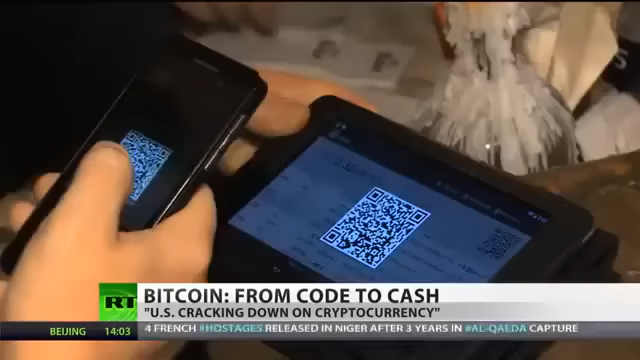 RT
BITCOIN: FROM CODE TO CASH
"U.S. CRACKING DOWN ON CRYPTOCURRENCY"
BEIJING 14:03 4 FRENCH #HOSTAGES RELEASED IN NIGER AFTER 3 YEARS IN #AL-QAEDA CAPTURE